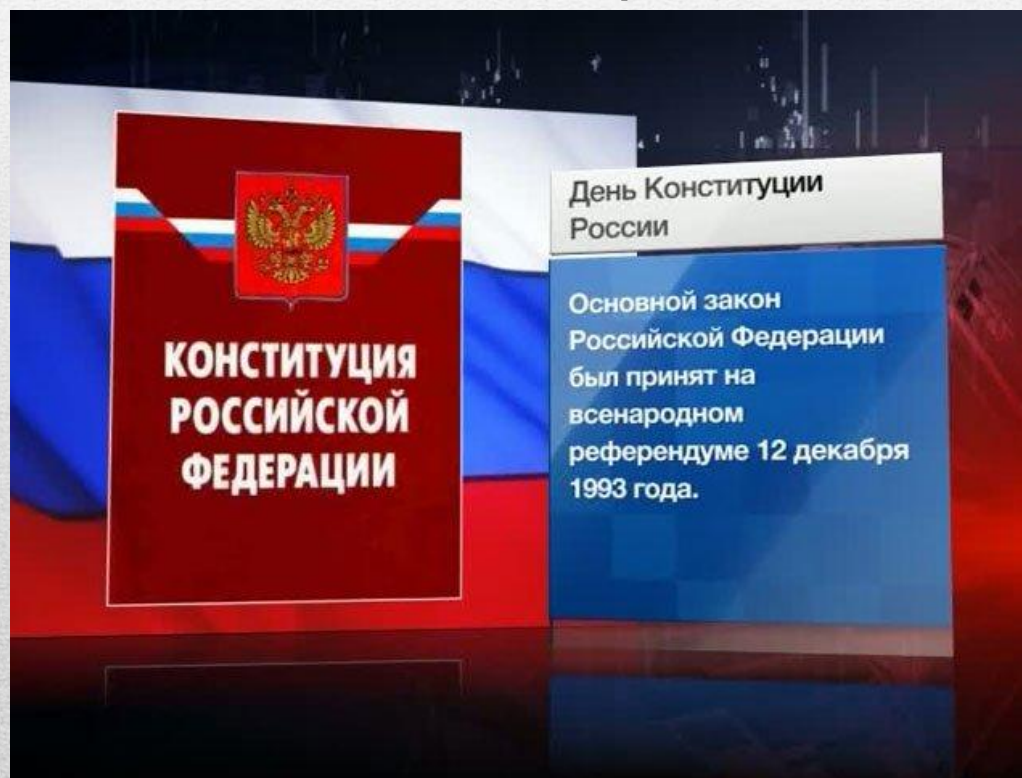 КОНСТИТУЦИЯ
РОССИЙСКОЙ
ФЕДЕРАЦИИ
День Конституции
России
Основной закон
Российской Федерации
был принят на
всенародном
референдуме 12 декабря
1993 года.